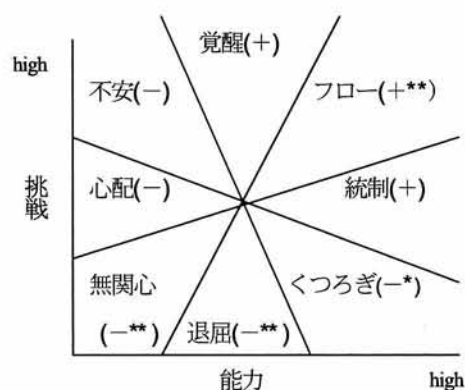 覚醒(+)
high
不安(−)
フロー(+**)
挑戦
心配(−)
統制(+)
無関心
(−**)
退屈(−**)
くつろぎ(−*)
能力
high